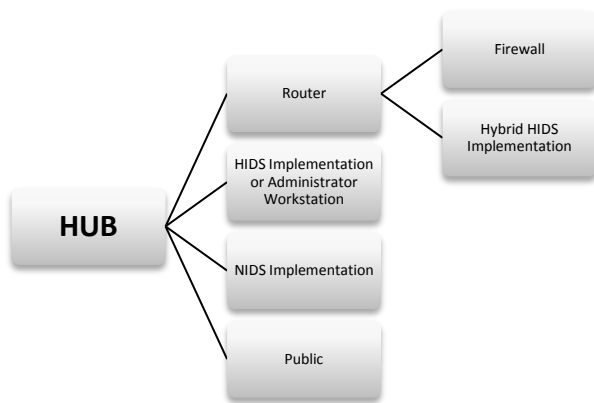 Firewall
Router
Hybrid HIDS
Implementation
HIDS Implementation
or Administrator
Workstation
HUB
NIDS Implementation
Public